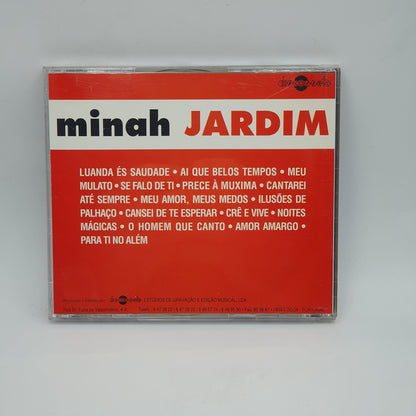 minah JARDIM
LUANDA ÉS SAUDADE • AI QUE BELOS TEMPOS • MEU
MULATO • SE FALO DE TI • PRECE À MUXIMA • CANTAREI
ATÉ SEMPRE • MEU AMOR, MEUS MEDOS • ILUSÕES DE
PALHAÇO • CANSEI DE TE ESPERAR • CRÊ E VIVE • NOITES
MÁGICAS • O HOMEM QUE CANTO • AMOR AMARGO •
PARA TI NO ALÉM
ESTÚDIOS DE GRAVAÇÃO E EDIÇÃO MUSICAL, LDA